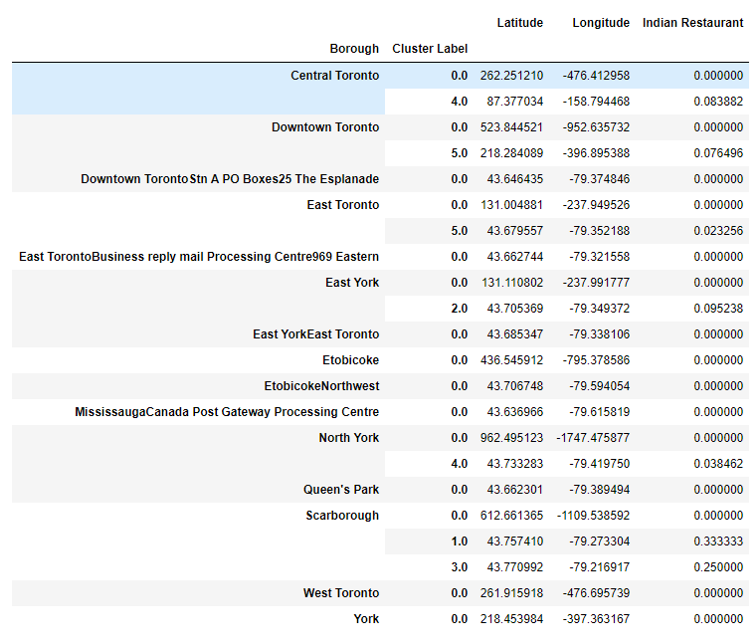 Latitude Longitude Indian Restaurant
Borough Cluster Label
Central Toronto 0.0 262.251210 -476.412958 0.000000
4.0 87.377034 -158.794468 0.083882
Downtown Toronto 0.0 523.844521 -952.635732 0.000000
5.0 218.284089 -396.895388 0.076496
Downtown TorontoStn A PO Boxes25 The Esplanade 0.0 43.646435 -79.374846 0.000000
East Toronto 0.0 131.004881 -237.949526 0.000000
5.0 43.679557 -79.352188 0.023256
East TorontoBusiness reply mail Processing Centre969 Eastern 0.0 43.662744 -79.321558 0.000000
East York 0.0 131.110802 -237.991777 0.000000
2.0 43.705369 -79.349372 0.095238
East YorkEast Toronto 0.0 43.685347 -79.338106 0.000000
Etobicoke 0.0 436.545912 -795.378586 0.000000
EtobicokeNorthwest 0.0 43.706748 -79.594054 0.000000
MississaugaCanada Post Gateway Processing Centre 0.0 43.636966 -79.615819 0.000000
North York 0.0 962.495123 -1747.475877 0.000000
4.0 43.733283 -79.419750 0.038462
Queen's Park 0.0 43.662301 -79.389494 0.000000
Scarborough 0.0 612.661365 -1109.538592 0.000000
1.0 43.757410 -79.273304 0.333333
3.0 43.770992 -79.216917 0.250000
West Toronto 0.0 261.915918 -476.695739 0.000000
York 0.0 218.453984 -397.363167 0.000000